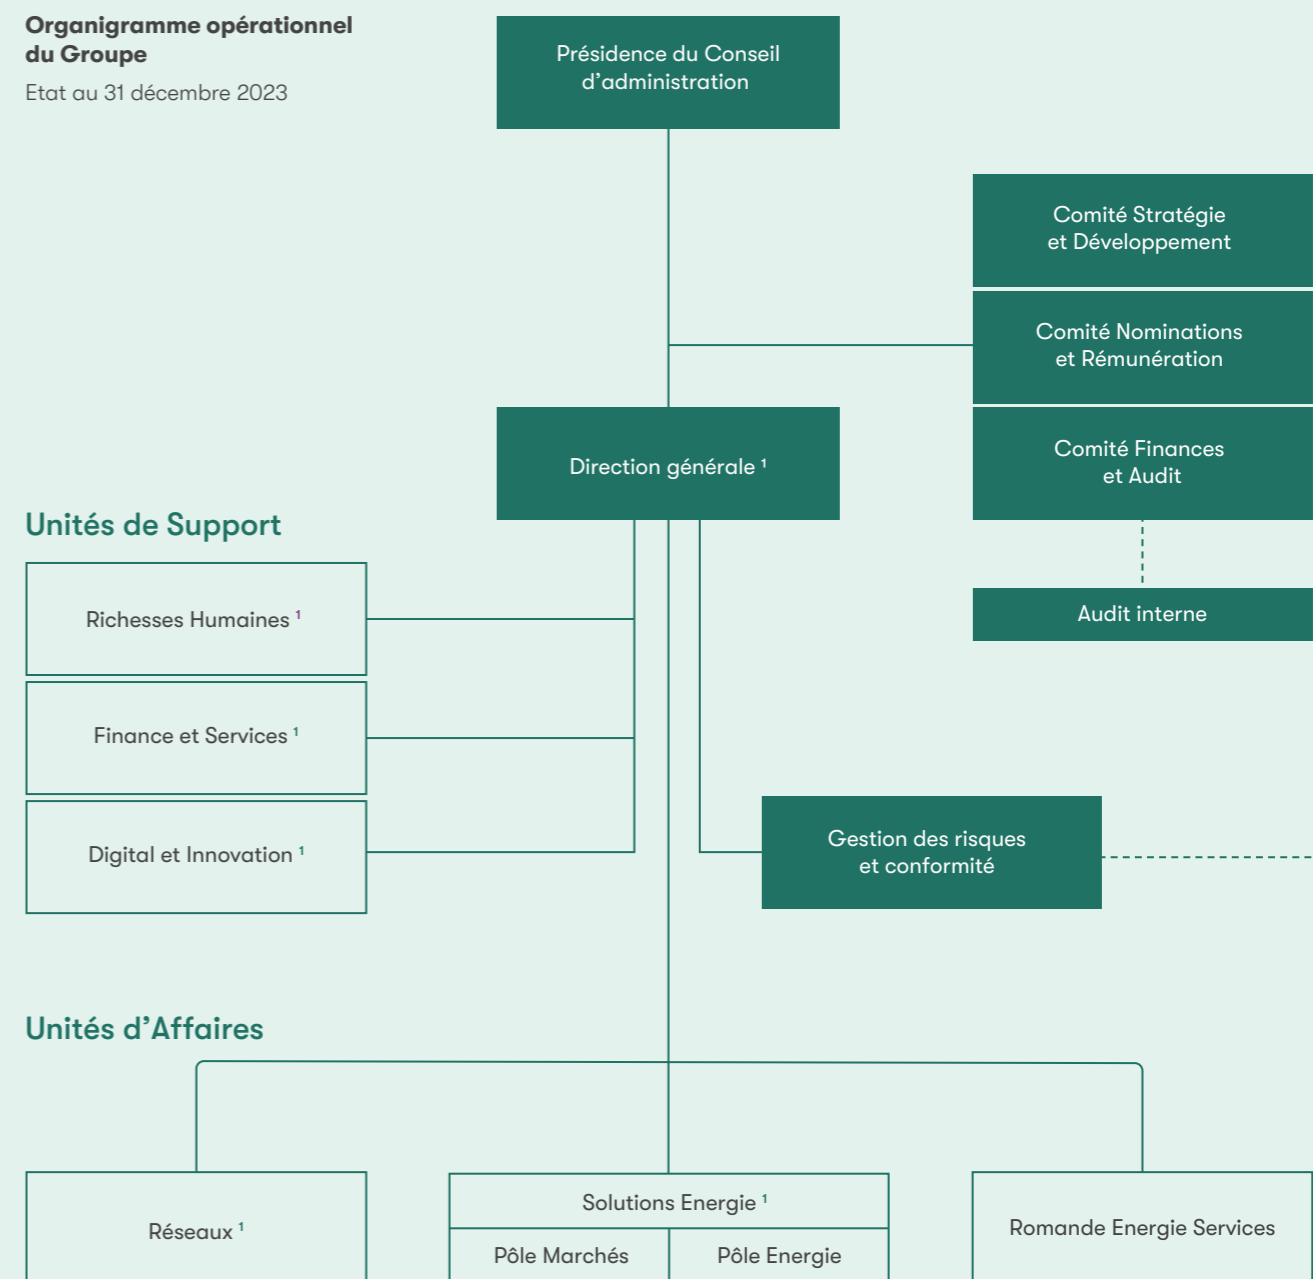 Organigramme opérationnel
du Groupe
Etat au 31 décembre 2023
Présidence du Conseil
d’administration
Comité Stratégie
et Développement
Comité Nominations
et Rémunération
Comité Finances
et Audit
Direction générale ¹
Audit interne
Unités de Support
Richesses Humaines ¹
Finance et Services ¹
Digital et Innovation ¹
Gestion des risques
et conformité
Unités d’Affaires
Réseaux ¹
Solutions Energie ¹
Pôle Marchés
Pôle Energie
Romande Energie Services